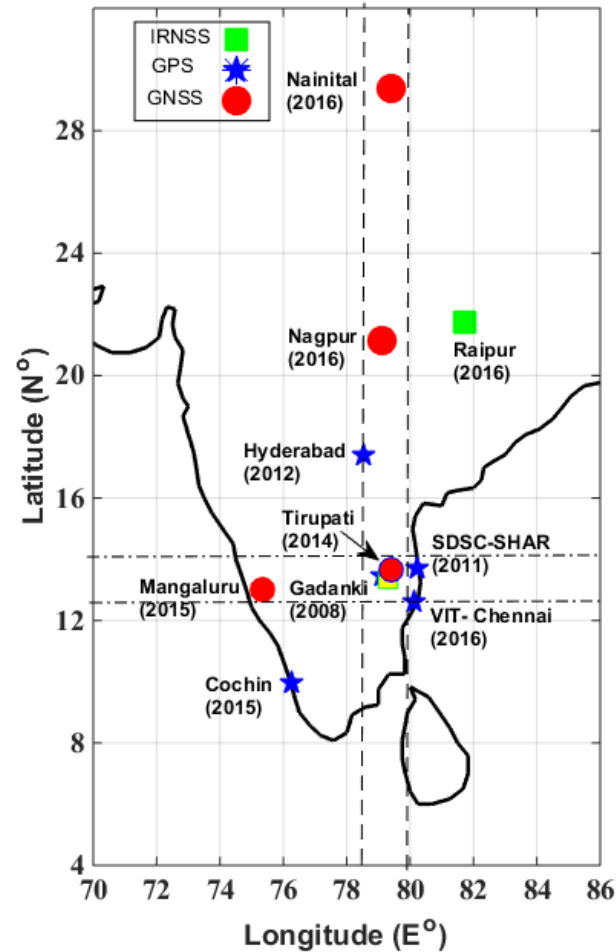 IRNSS
GPS
GNSS
Nainital
(2016)
Nagpur
(2016)
Raipur
(2016)
Hyderabad
(2012)
Tirupati
(2014)
SDSC-SHAR
(2011)
Mangaluru
(2015)
Gadanki
(2008)
VIT- Chennai
(2016)
Cochin
(2015)
28
24
20
16
12
8
4
70 72 74 76 78 80 82 84 86
Latitude (N°)
Longitude (E°)